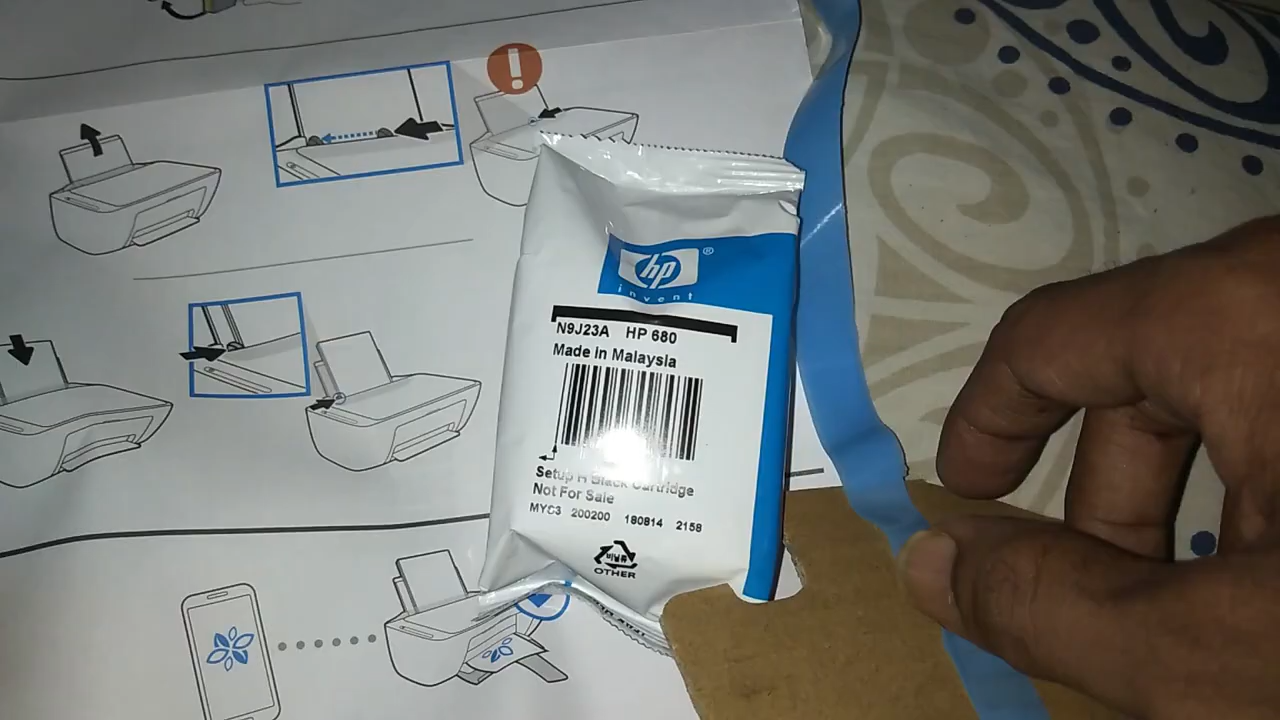 !
hp ®
invent
N9J23A HP 680
Made in Malaysia
Setup H Black Cartridge
Not For Sale
MYC3 200200 180814 2158
OTHER